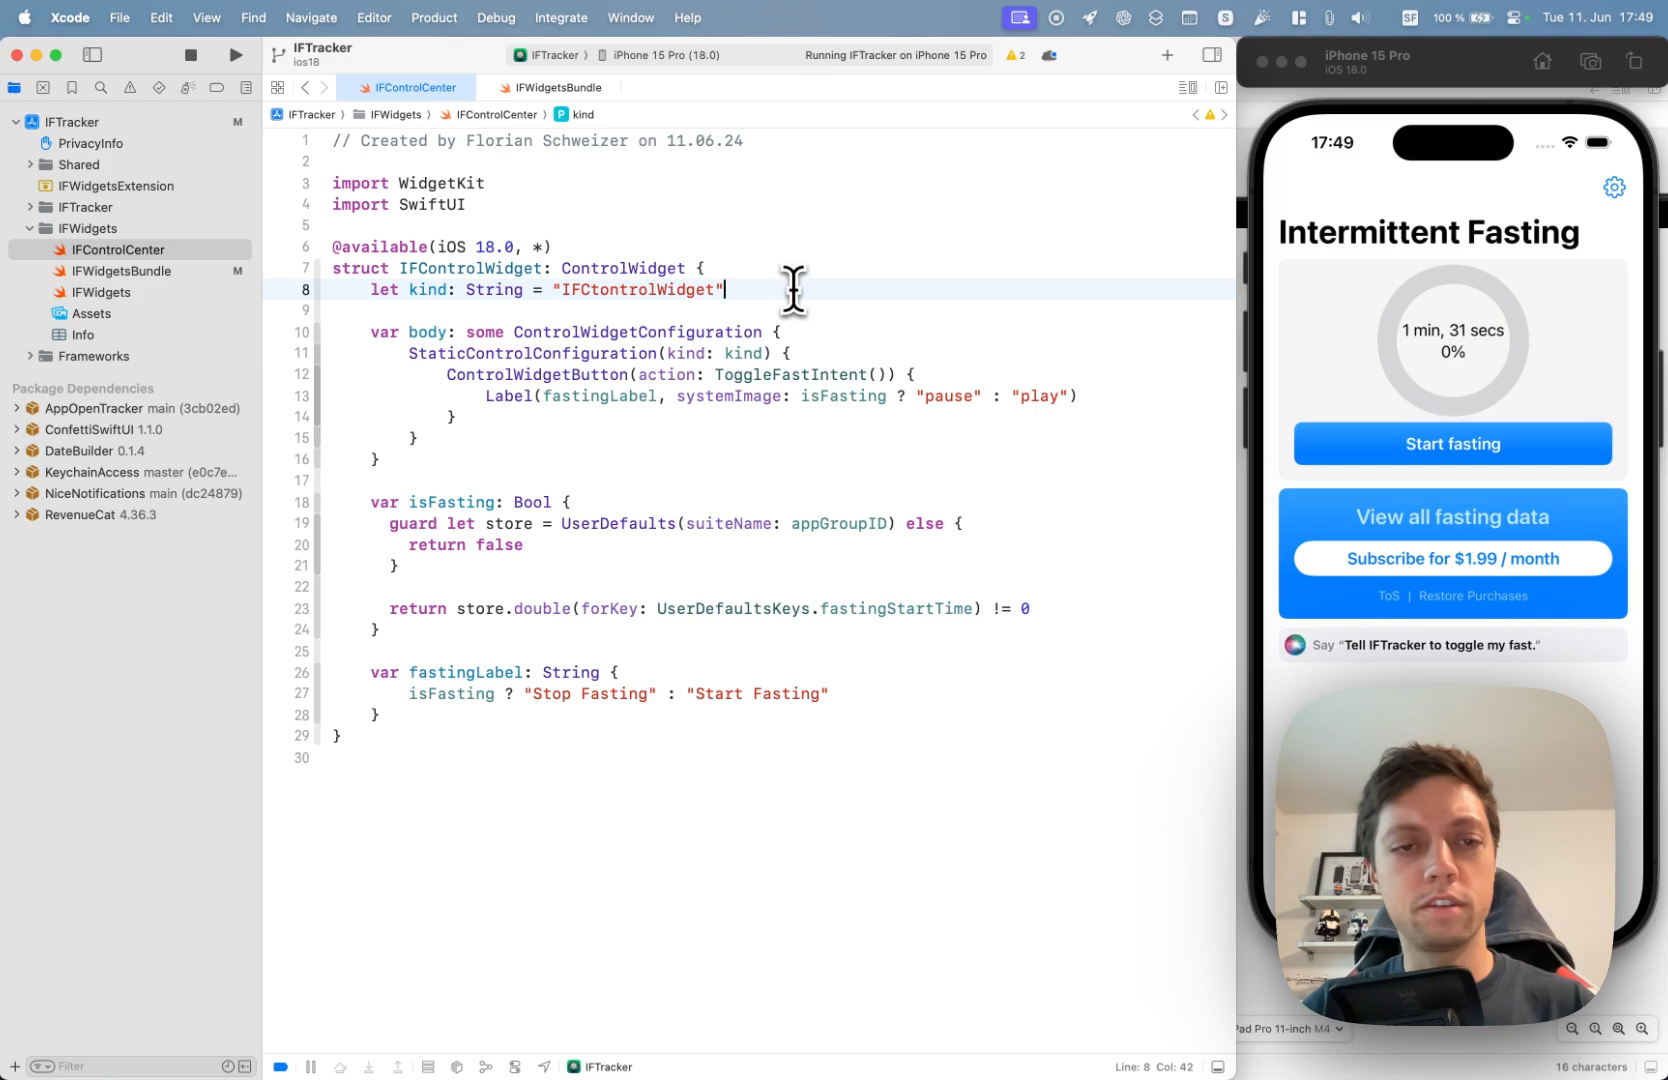 Xcode File Edit View Find Navigate Editor Product Debug Integrate Window Help
S SF 100 % Tue 11. Jun 17:49
IFTracker
ios18
IFTracker iPhone 15 Pro (18.0)
Running IFTracker on iPhone 15 Pro 2
IFControlCenter IFWidgetsBundle
IFTracker IFWidgets IFControlCenter P kind
IFTracker M
PrivacyInfo
Shared
IFWidgetsExtension
IFTracker
IFWidgets
IFControlCenter
IFWidgetsBundle M
IFWidgets
Assets
Info
Frameworks
Package Dependencies
AppOpenTracker main (3cb02ed)
ConfettiSwiftUI 1.1.0
DateBuilder 0.1.4
KeychainAccess master (e0c7e...
NiceNotifications main (dc24879)
RevenueCat 4.36.3
Filter
1 // Created by Florian Schweizer on 11.06.24
2
3 import WidgetKit
4 import SwiftUI
5
6 @available(iOS 18.0, *)
7 struct IFControlWidget: ControlWidget {
8 let kind: String = "IFCtontrolWidget"
9
10 var body: some ControlWidgetConfiguration {
11 StaticControlConfiguration(kind: kind) {
12 ControlWidgetButton(action: ToggleFastIntent()) {
13 Label(fastingLabel, systemImage: isFasting ? "pause" : "play")
14 }
15 }
16 }
17
18 var isFasting: Bool {
19 guard let store = UserDefaults(suiteName: appGroupID) else {
20 return false
21 }
22
23 return store.double(forKey: UserDefaultsKeys.fastingStartTime) != 0
24 }
25
26 var fastingLabel: String {
27 isFasting ? "Stop Fasting" : "Start Fasting"
28 }
29 }
30
IFTracker
Line: 8 Col: 42
iPhone 15 Pro
iOS 18.0
17:49
Intermittent Fasting
1 min, 31 secs
0%
Start fasting
View all fasting data
Subscribe for $1.99 / month
ToS | Restore Purchases
Say “Tell IFTracker to toggle my fast.”
Pad Pro 11-inch M4
16 characters